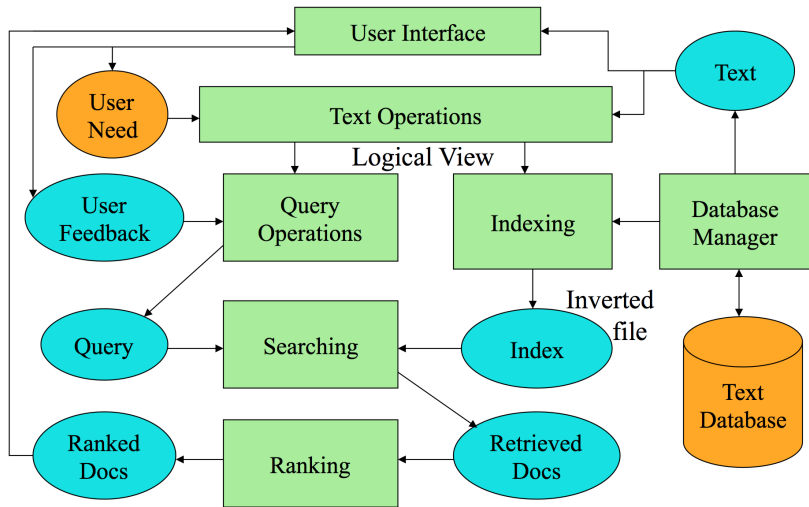 User Interface
Text
User
Need
Text Operations
Logical View
User
Feedback
Query
Operations
Indexing
Database
Manager
Inverted
file
Query
Searching
Index
Text
Database
Ranked
Docs
Ranking
Retrieved
Docs